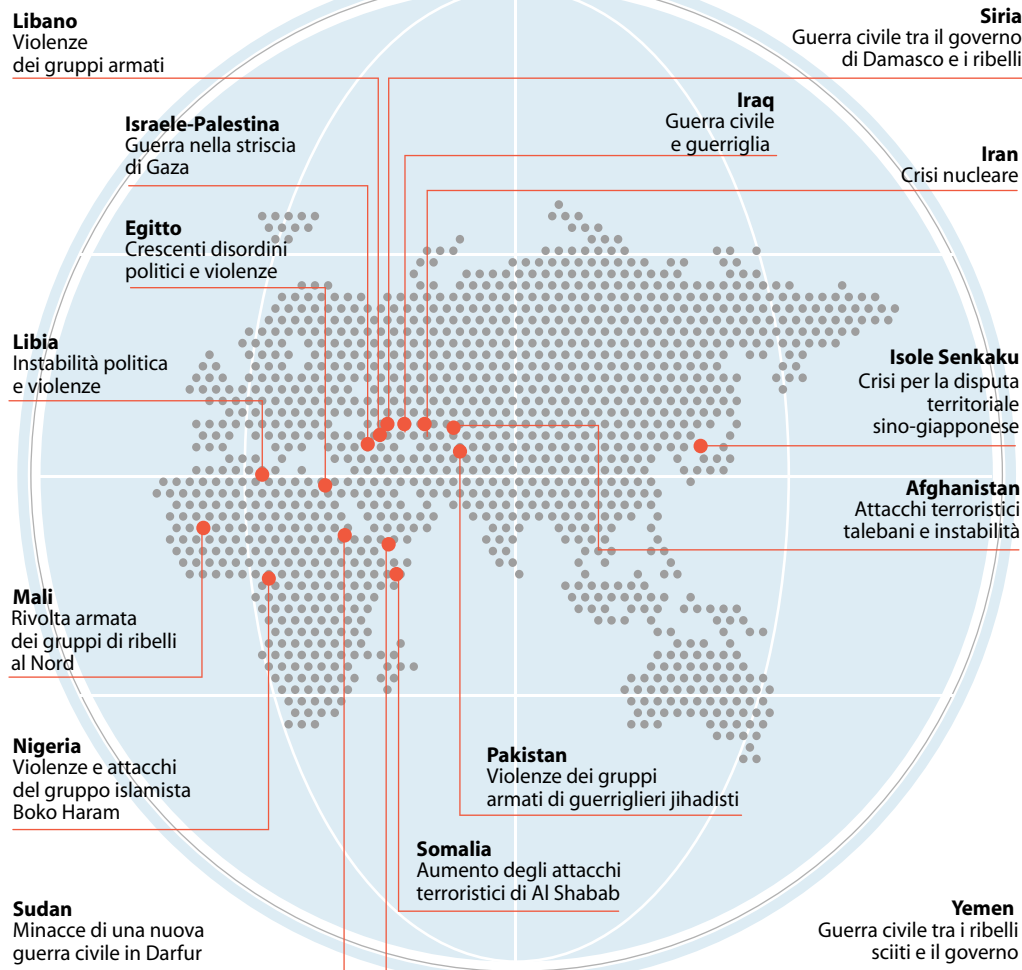 Libano
Violenze
dei gruppi armati
Siria
Guerra civile tra il governo
di Damasco e i ribelli
Israele-Palestina
Guerra nella striscia
di Gaza
Iraq
Guerra civile
e guerriglia
Iran
Crisi nucleare
Egitto
Crescenti disordini
politici e violenze
Libia
Instabilità politica
e violenze
Isole Senkaku
Crisi per la disputa
territoriale
sino-giapponese
Afghanistan
Attacchi terroristici
talebani e instabilità
Mali
Rivolta armata
dei gruppi di ribelli
al Nord
Nigeria
Violenze e attacchi
del gruppo islamista
Boko Haram
Pakistan
Violenze dei gruppi
armati di guerriglieri jihadisti
Somalia
Aumento degli attacchi
terroristici di Al Shabab
Sudan
Minacce di una nuova
guerra civile in Darfur
Yemen
Guerra civile tra i ribelli
sciiti e il governo